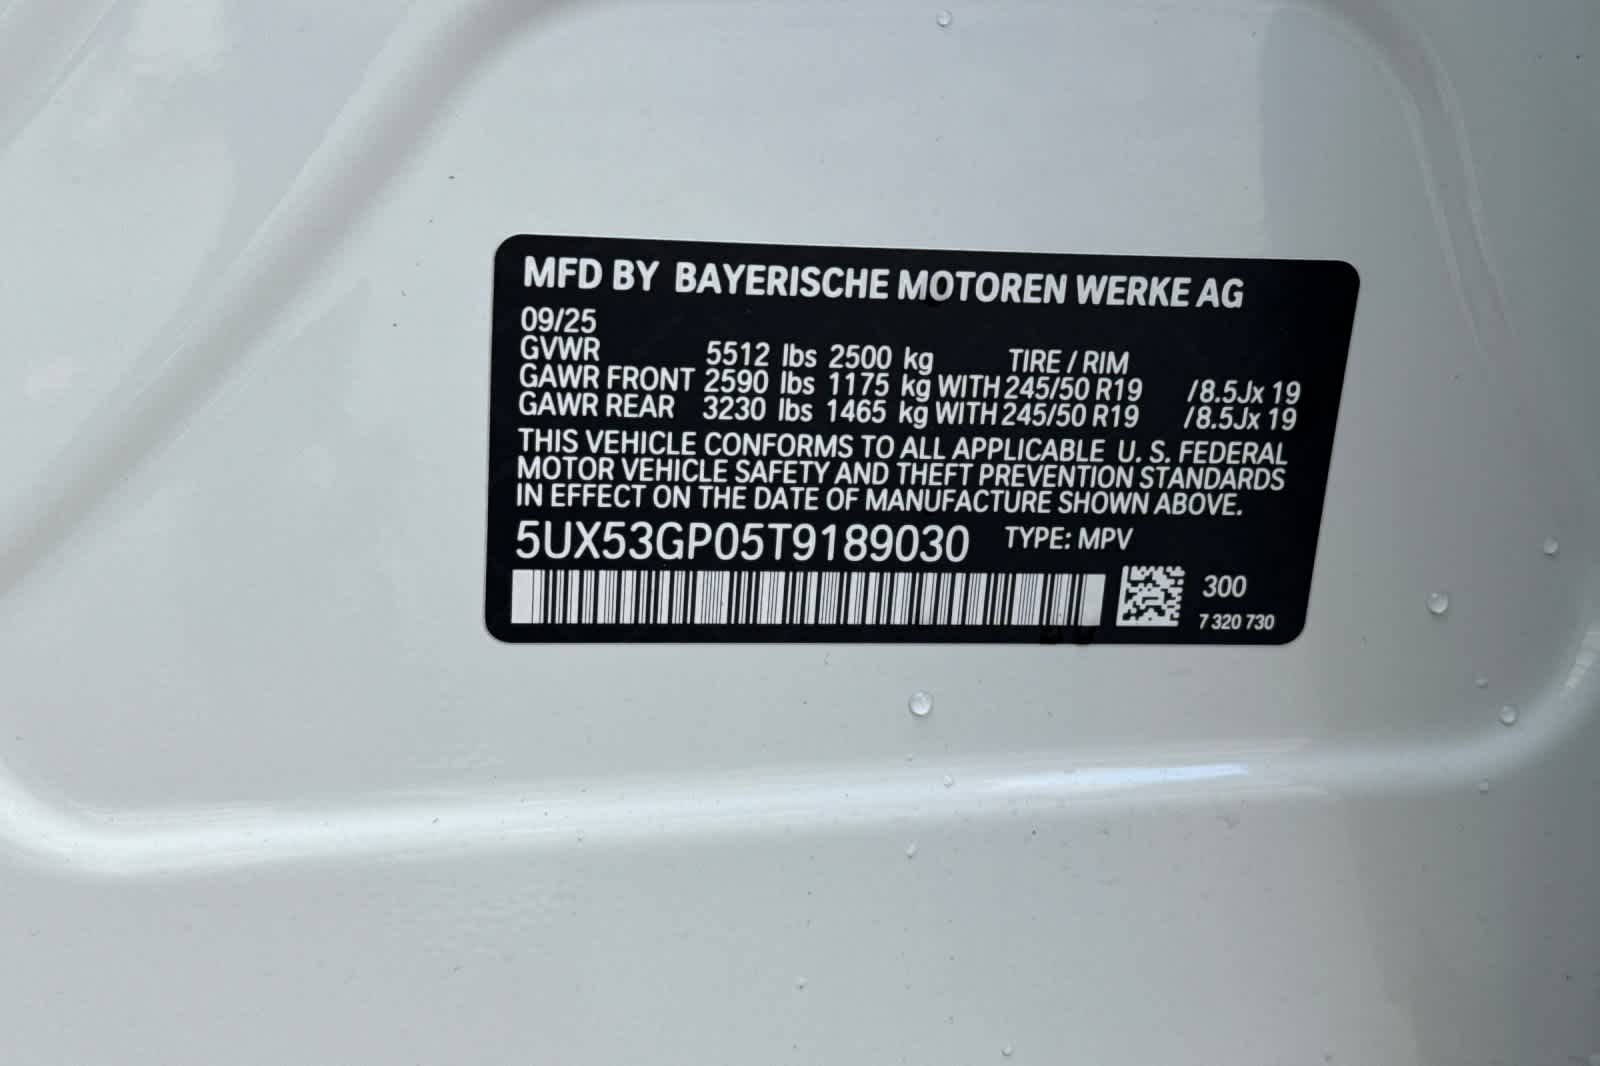 MFD BY BAYERISCHE MOTOREN WERKE AG
09/25
GVWR 5512 lbs 2500 kg TIRE / RIM
GAWR FRONT 2590 lbs 1175 kg WITH 245/50 R19 /8.5Jx 19
GAWR REAR 3230 lbs 1465 kg WITH 245/50 R19 /8.5Jx 19
THIS VEHICLE CONFORMS TO ALL APPLICABLE U. S. FEDERAL
MOTOR VEHICLE SAFETY AND THEFT PREVENTION STANDARDS
IN EFFECT ON THE DATE OF MANUFACTURE SHOWN ABOVE.
5UX53GP05T9189030 TYPE: MPV
300
7 320 730